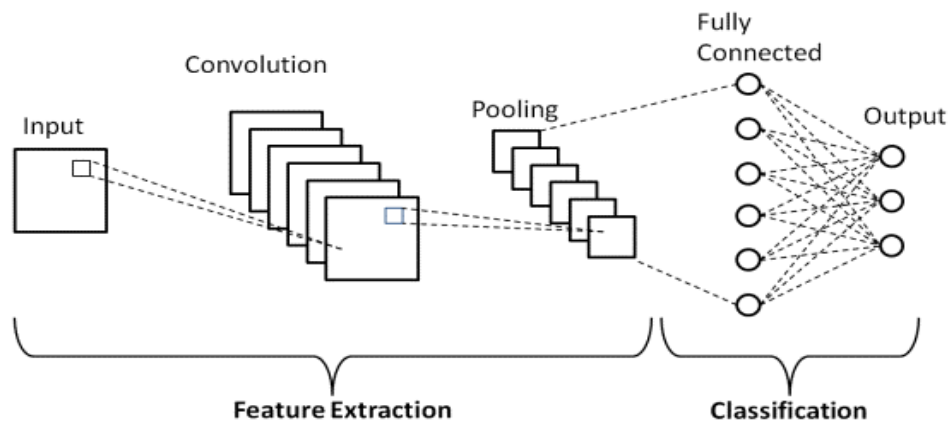 Input
Convolution
Pooling
Fully
Connected
Output
Feature Extraction
Classification